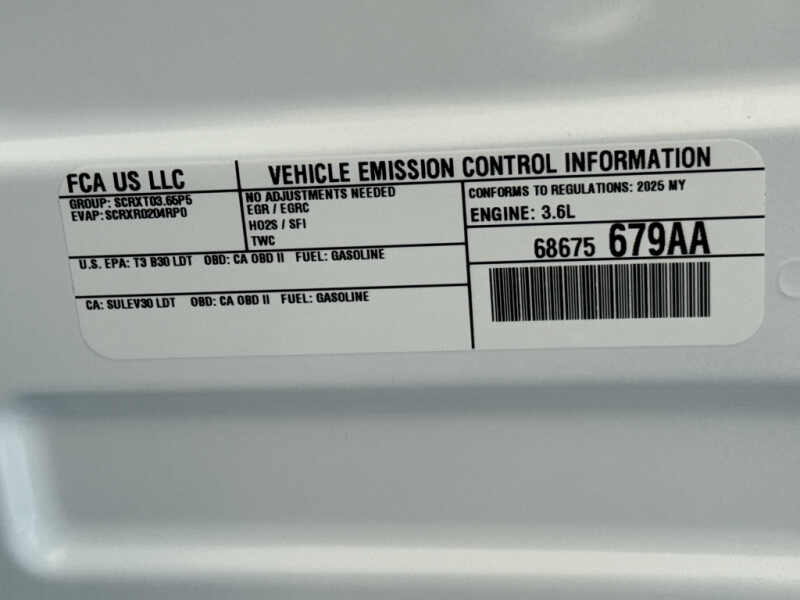 FCA US LLC
VEHICLE EMISSION CONTROL INFORMATION
GROUP: SCRXT03.65P5
EVAP: SCRXR0204RP0
NO ADJUSTMENTS NEEDED
EGR / EGRC
HO2S / SFI
TWC
CONFORMS TO REGULATIONS: 2025 MY
ENGINE: 3.6L
68675 679AA
U.S. EPA: T3 B30 LDT OBD: CA OBD II FUEL: GASOLINE
CA: SULEV30 LDT OBD: CA OBD II FUEL: GASOLINE